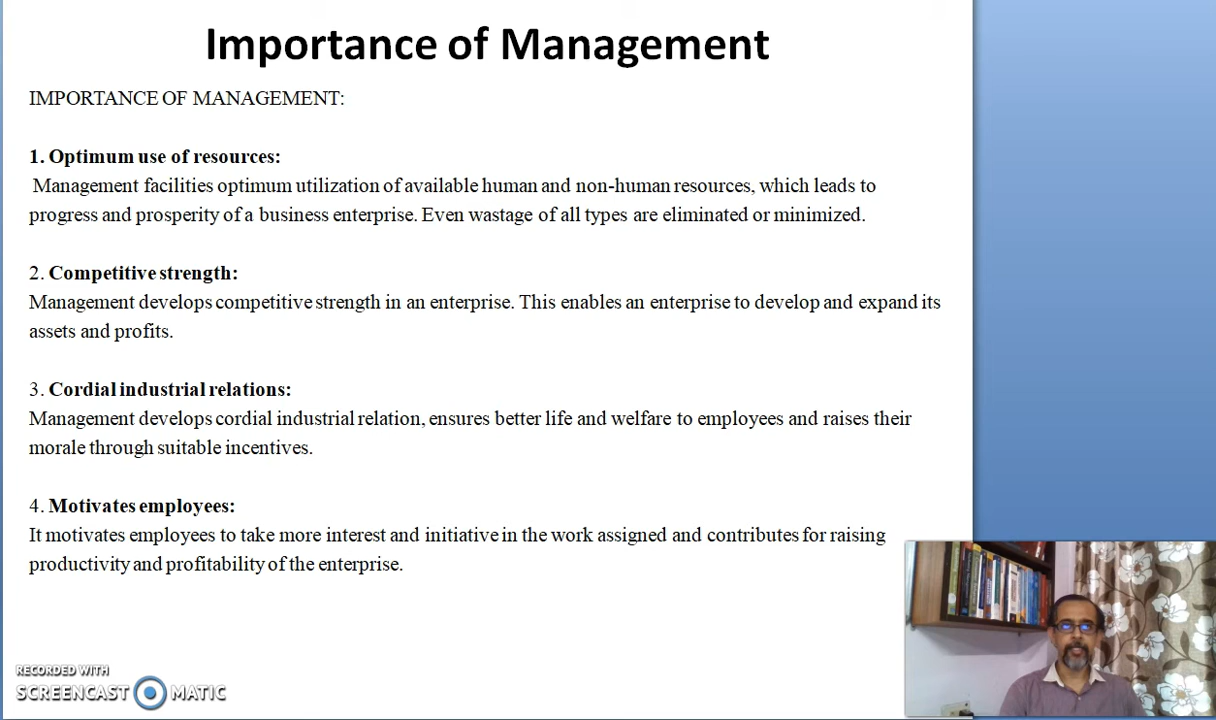 Importance of Management
IMPORTANCE OF MANAGEMENT:
1. Optimum use of resources:
Management facilities optimum utilization of available human and non-human resources, which leads to
progress and prosperity of a business enterprise. Even wastage of all types are eliminated or minimized.
2. Competitive strength:
Management develops competitive strength in an enterprise. This enables an enterprise to develop and expand its
assets and profits.
3. Cordial industrial relations:
Management develops cordial industrial relation, ensures better life and welfare to employees and raises their
morale through suitable incentives.
4. Motivates employees:
It motivates employees to take more interest and initiative in the work assigned and contributes for raising
productivity and profitability of the enterprise.
RECORDED WITH
SCREENCAST MATIC